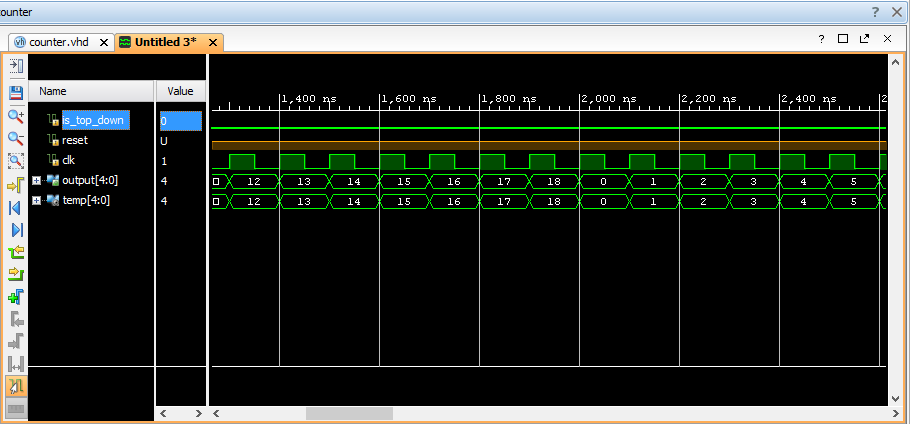 counter
? ×
vh counter.vhd × Untitled 3* × ?
Name Value
1,400 ns 1,600 ns 1,800 ns 2,000 ns 2,200 ns 2,400 ns 2
is_top_down 0
reset U
clk 1
output[4:0] 4 12 13 14 15 16 17 18 0 1 2 3 4 5
temp[4:0] 4 12 13 14 15 16 17 18 0 1 2 3 4 5